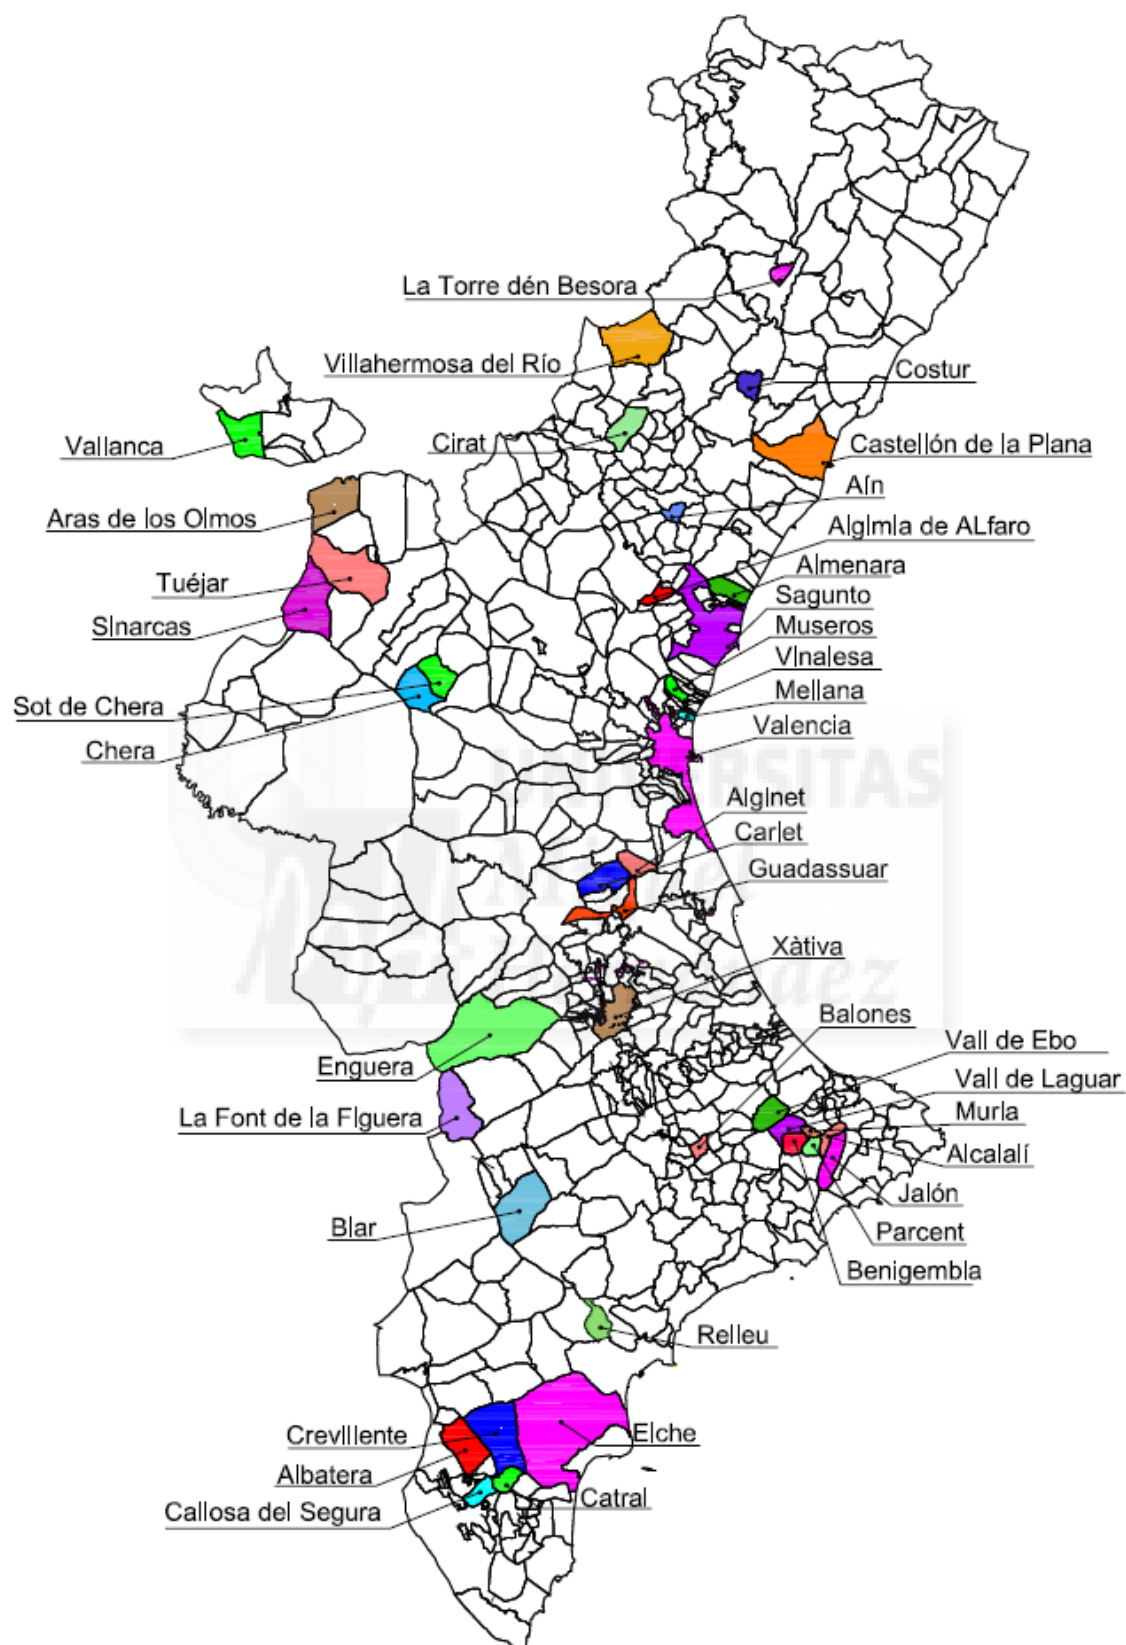 La Torre dén Besora
Villahermosa del Río
Costur
Vallanca
Cirat
Castellón de la Plana
Aín
Aras de los Olmos
Alglmla de ALfaro
Almenara
Tuéjar
Sagunto
Slnarcas
Museros
Vlnalesa
Mellana
Sot de Chera
Valencia
Chera
UNIVERSITAS
Alglnet
Carlet
Guadassuar
Miguel
Xàtiva
Balones
Vall de Ebo
Enguera
Vall de Laguar
La Font de la Flguera
Murla
Alcalalí
Jalón
Blar
Parcent
Benigembla
Relleu
Crevlllente
Elche
Albatera
Catral
Callosa del Segura